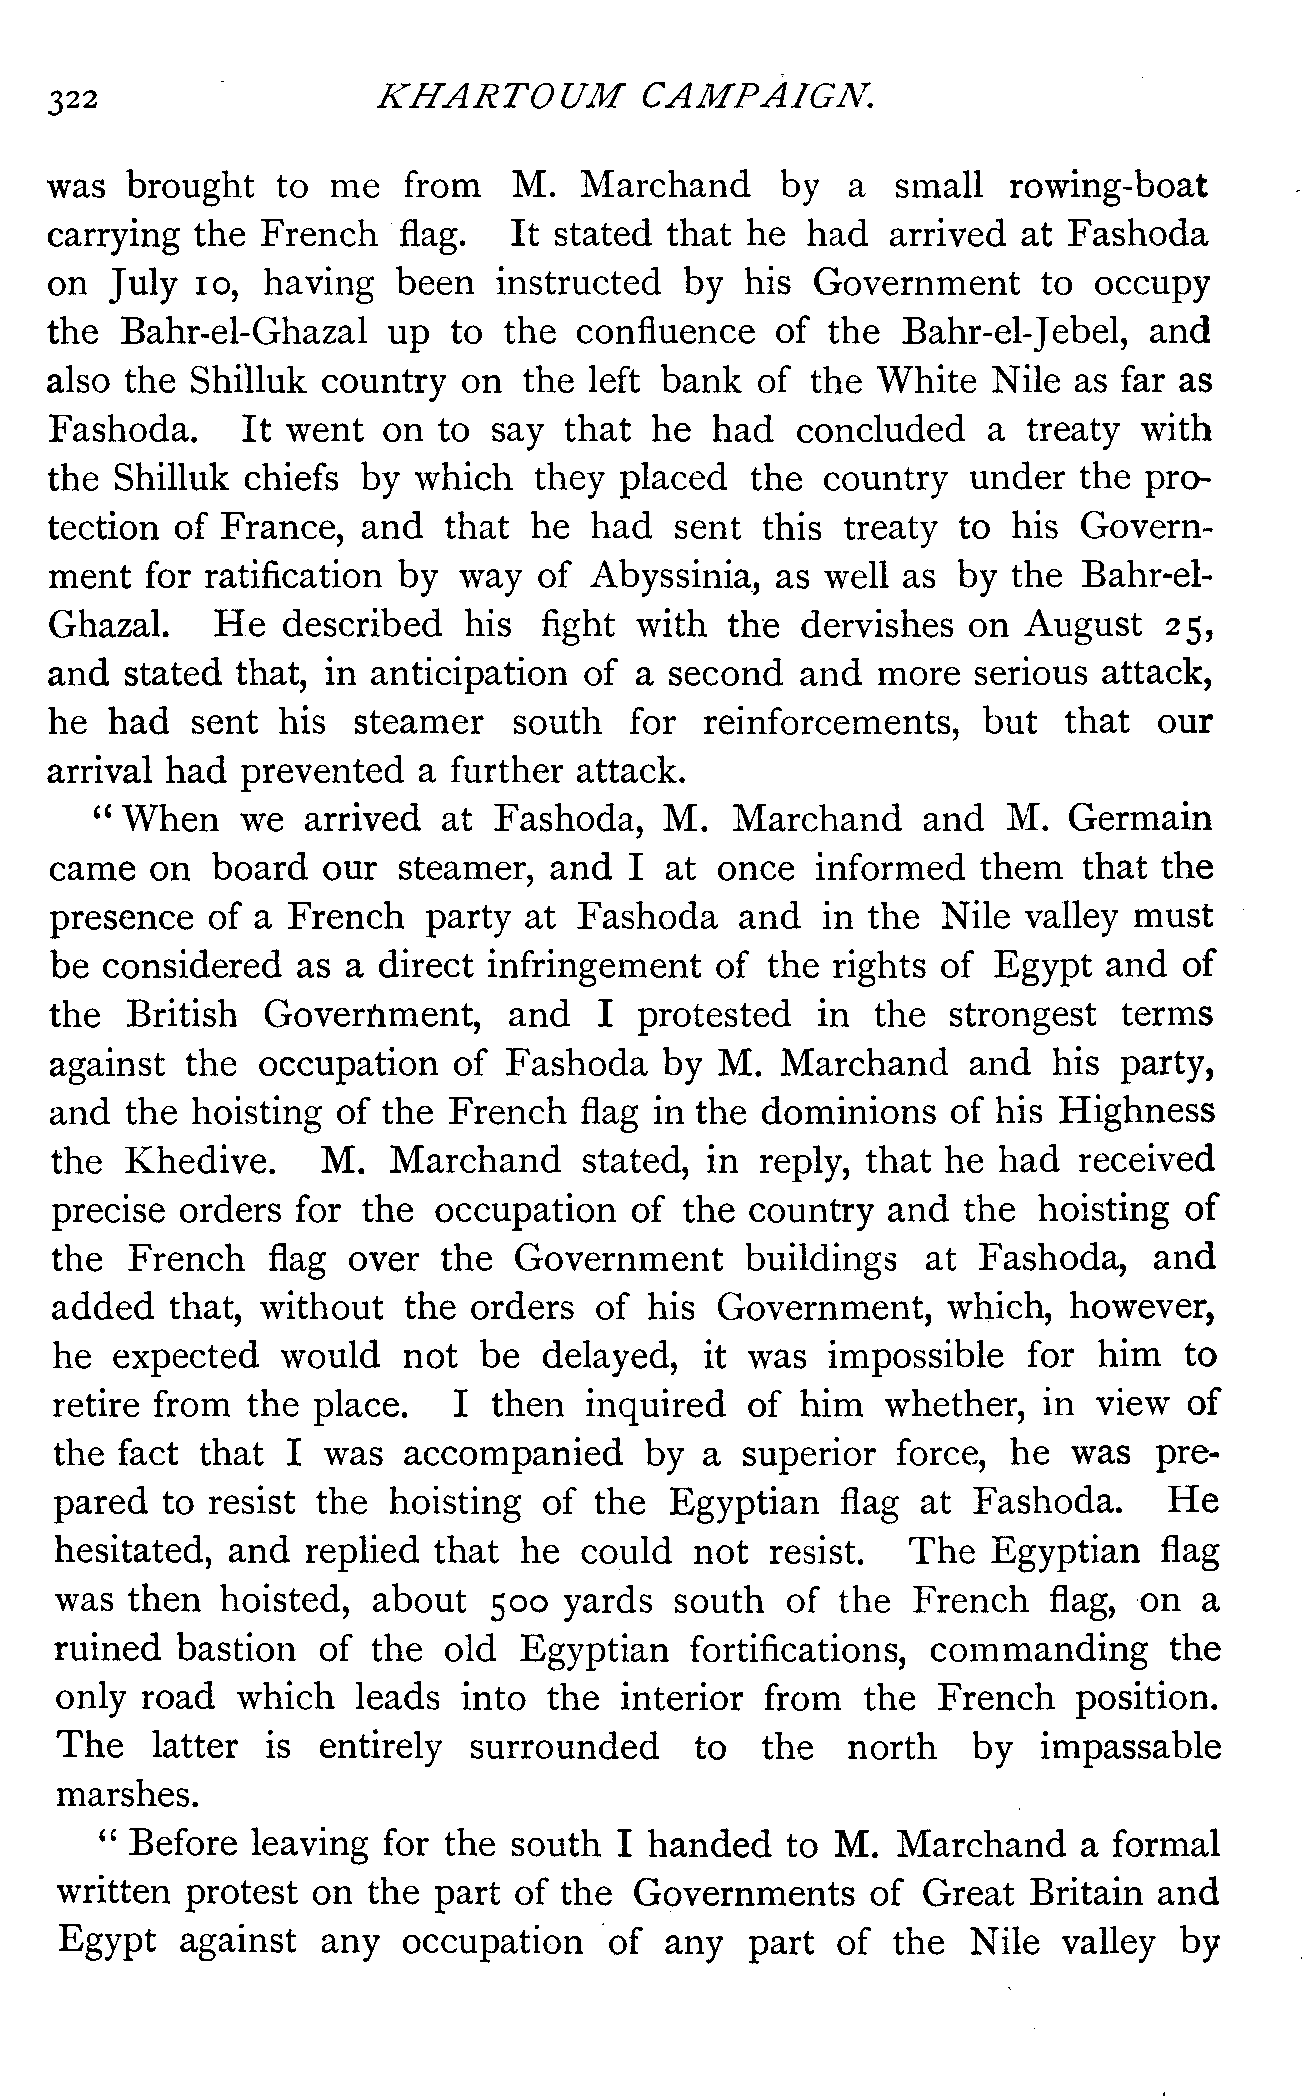 322 KHARTOUM CAMPAIGN.
was brought to me from M. Marchand by a small rowing-boat
carrying the French flag. It stated that he had arrived at Fashoda
on July 10, having been instructed by his Government to occupy
the Bahr-el-Ghazal up to the confluence of the Bahr-el-Jebel, and
also the Shilluk country on the left bank of the White Nile as far as
Fashoda. It went on to say that he had concluded a treaty with
the Shilluk chiefs by which they placed the country under the pro-
tection of France, and that he had sent this treaty to his Govern-
ment for ratification by way of Abyssinia, as well as by the Bahr-el-
Ghazal. He described his fight with the dervishes on August 25,
and stated that, in anticipation of a second and more serious attack,
he had sent his steamer south for reinforcements, but that our
arrival had prevented a further attack.
“When we arrived at Fashoda, M. Marchand and M. Germain
came on board our steamer, and I at once informed them that the
presence of a French party at Fashoda and in the Nile valley must
be considered as a direct infringement of the rights of Egypt and of
the British Government, and I protested in the strongest terms
against the occupation of Fashoda by M. Marchand and his party,
and the hoisting of the French flag in the dominions of his Highness
the Khedive. M. Marchand stated, in reply, that he had received
precise orders for the occupation of the country and the hoisting of
the French flag over the Government buildings at Fashoda, and
added that, without the orders of his Government, which, however,
he expected would not be delayed, it was impossible for him to
retire from the place. I then inquired of him whether, in view of
the fact that I was accompanied by a superior force, he was pre-
pared to resist the hoisting of the Egyptian flag at Fashoda. He
hesitated, and replied that he could not resist. The Egyptian flag
was then hoisted, about 500 yards south of the French flag, on a
ruined bastion of the old Egyptian fortifications, commanding the
only road which leads into the interior from the French position.
The latter is entirely surrounded to the north by impassable
marshes.
“Before leaving for the south I handed to M. Marchand a formal
written protest on the part of the Governments of Great Britain and
Egypt against any occupation of any part of the Nile valley by